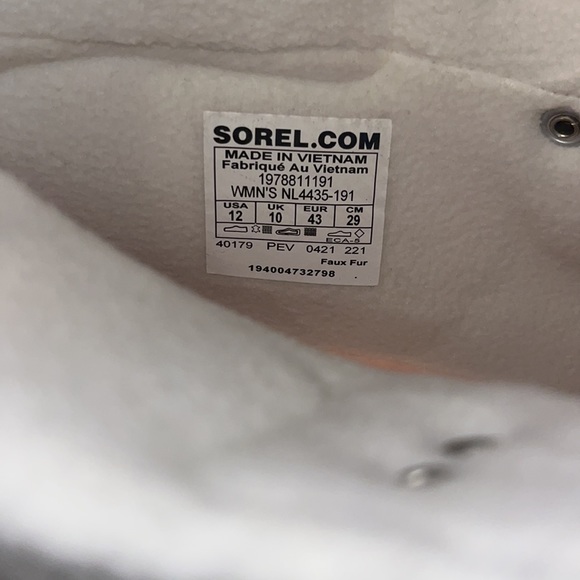 SOREL.COM
MADE IN VIETNAM
Fabriqué Au Vietnam
1978811191
WMN'S NL4435-191
USA UK EUR CM
12 10 43 29
ECA-S
40179 PEV 0421 221
Faux Fur
194004732798